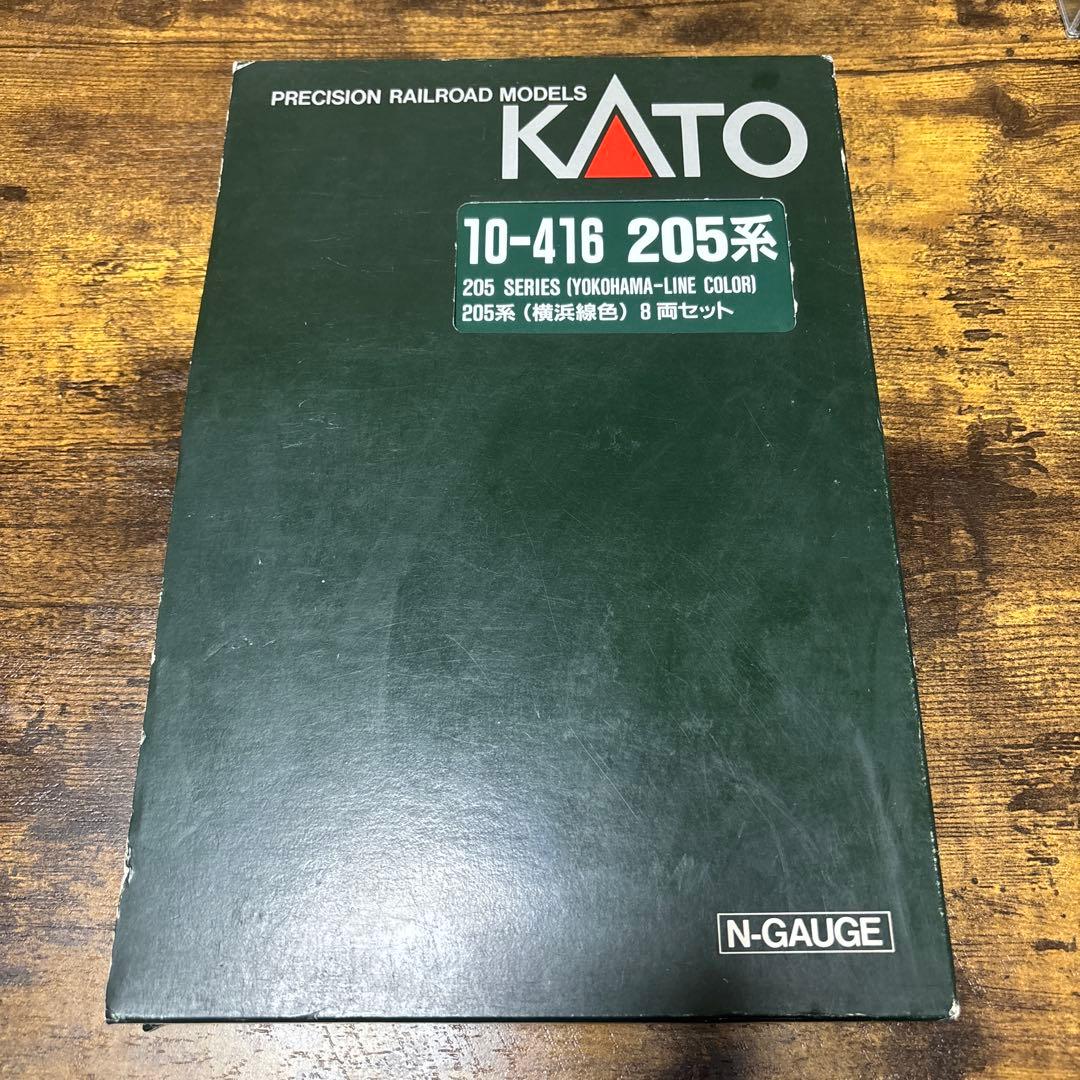 PRECISION RAILROAD MODELS
KATO
10-416 205系
205 SERIES (YOKOHAMA-LINE COLOR)
205系（横浜線色）8両セット
N-GAUGE